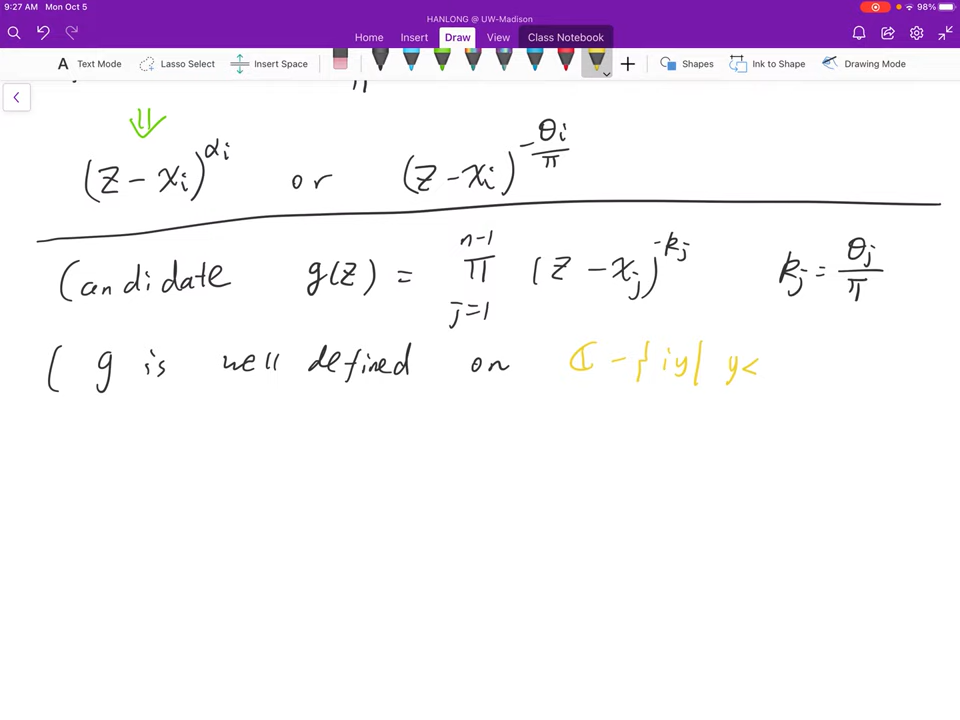 9:27 AM Mon Oct 5
98%
HANLONG @ UW-Madison
Home Insert Draw View Class Notebook
Text Mode Lasso Select Insert Space Shapes Ink to Shape Drawing Mode
π
⇓
(z - xᵢ)^αᵢ or (z - xᵢ)^-θᵢ/π
Candidate g(z) = ∏_{j=1}^{n-1} (z - xⱼ)^-kⱼ kⱼ = θⱼ/π
( g is well defined on ℂ - { iy | y<